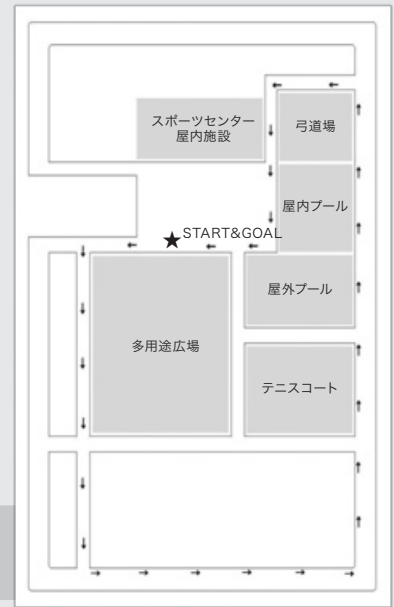 スポーツセンター
屋内施設
弓道場
屋内プール
★START&GOAL
屋外プール
多用途広場
テニスコート